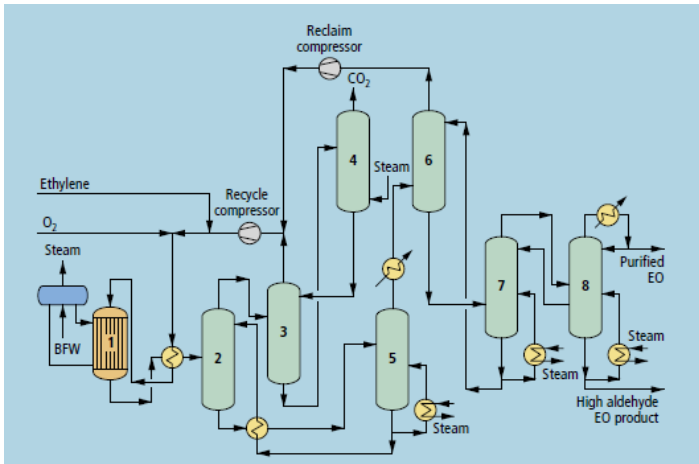 Reclaim
compressor
CO2
4
6
Steam
Ethylene
Recycle
compressor
O2
Steam
Purified
EO
7
8
3
1
BFW
2
5
Steam
Steam
Steam
High aldehyde
EO product